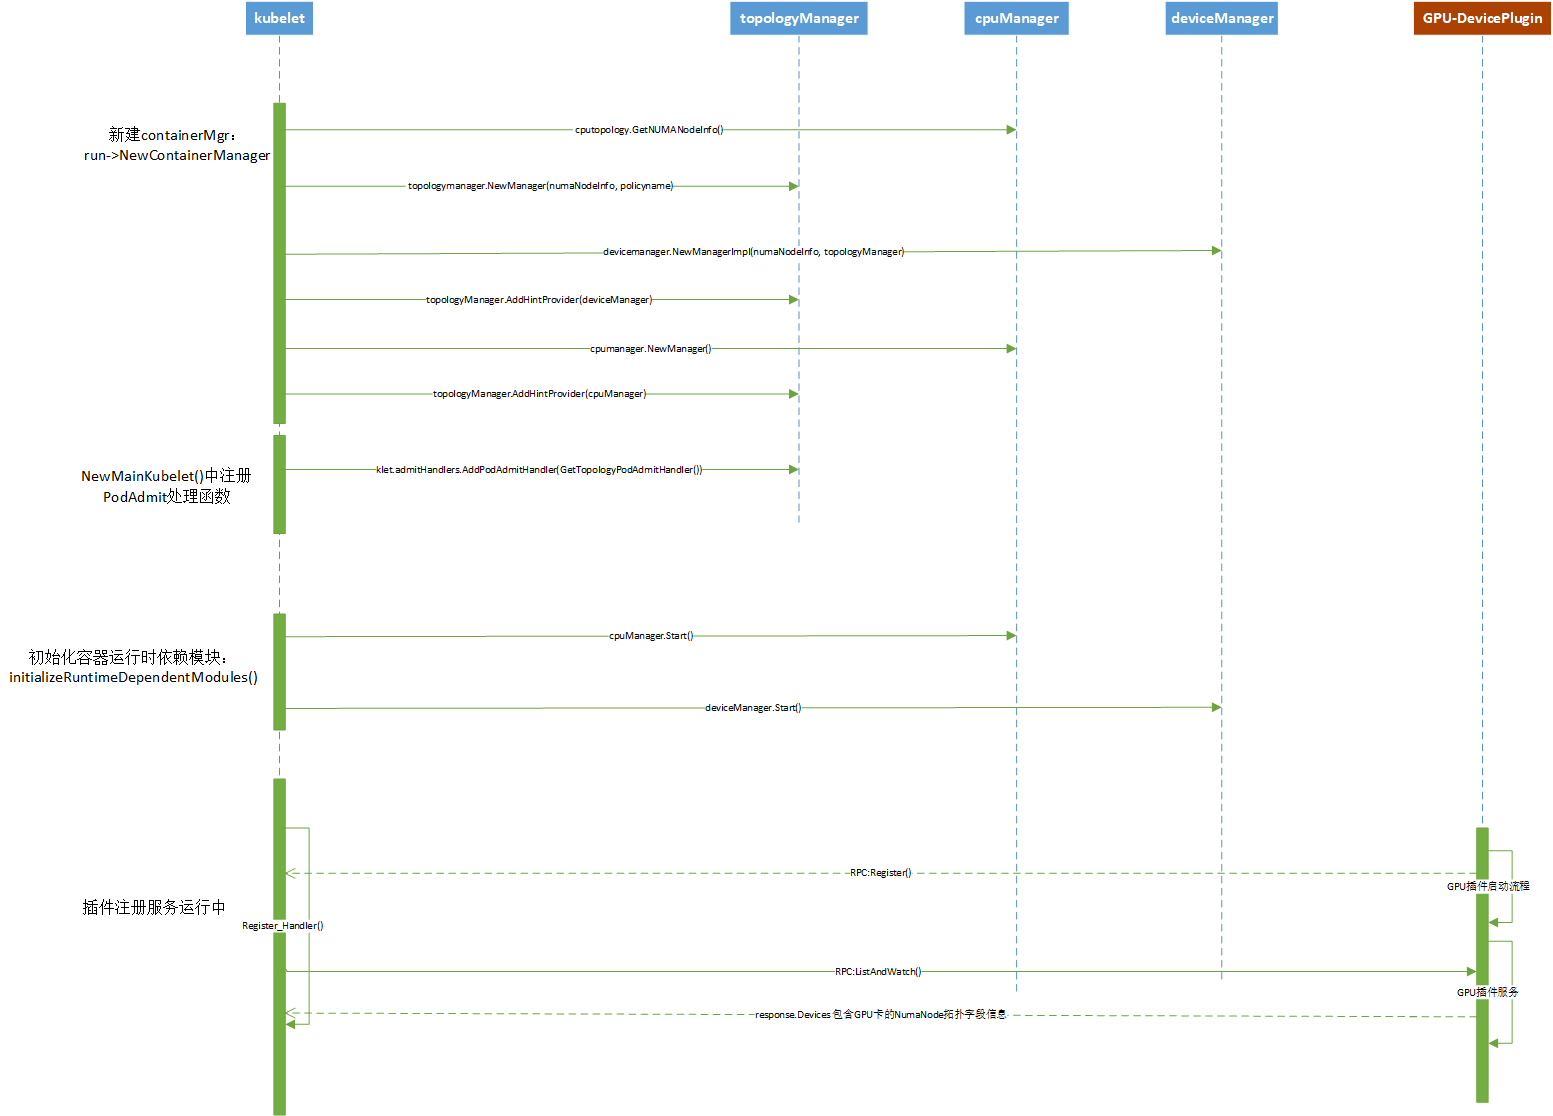 kubelet
topologyManager
cpuManager
deviceManager
GPU-DevicePlugin
新建containerMgr：
run->NewContainerManager
cputopology.GetNUMANodeInfo()
topologymanager.NewManager(numaNodeInfo, policyname)
devicemanager.NewManagerImpl(numaNodeInfo, topologyManager)
topologyManager.AddHintProvider(deviceManager)
cpumanager.NewManager()
topologyManager.AddHintProvider(cpuManager)
NewMainKubelet()中注册
PodAdmit处理函数
klet.admitHandlers.AddPodAdmitHandler(GetTopologyPodAdmitHandler())
初始化容器运行时依赖模块：
initializeRuntimeDependentModules()
cpuManager.Start()
deviceManager.Start()
插件注册服务运行中
RPC:Register()
GPU插件启动流程
Register_Handler()
RPC:ListAndWatch()
GPU插件服务
response.Devices 包含GPU卡的NumaNode拓扑字段信息